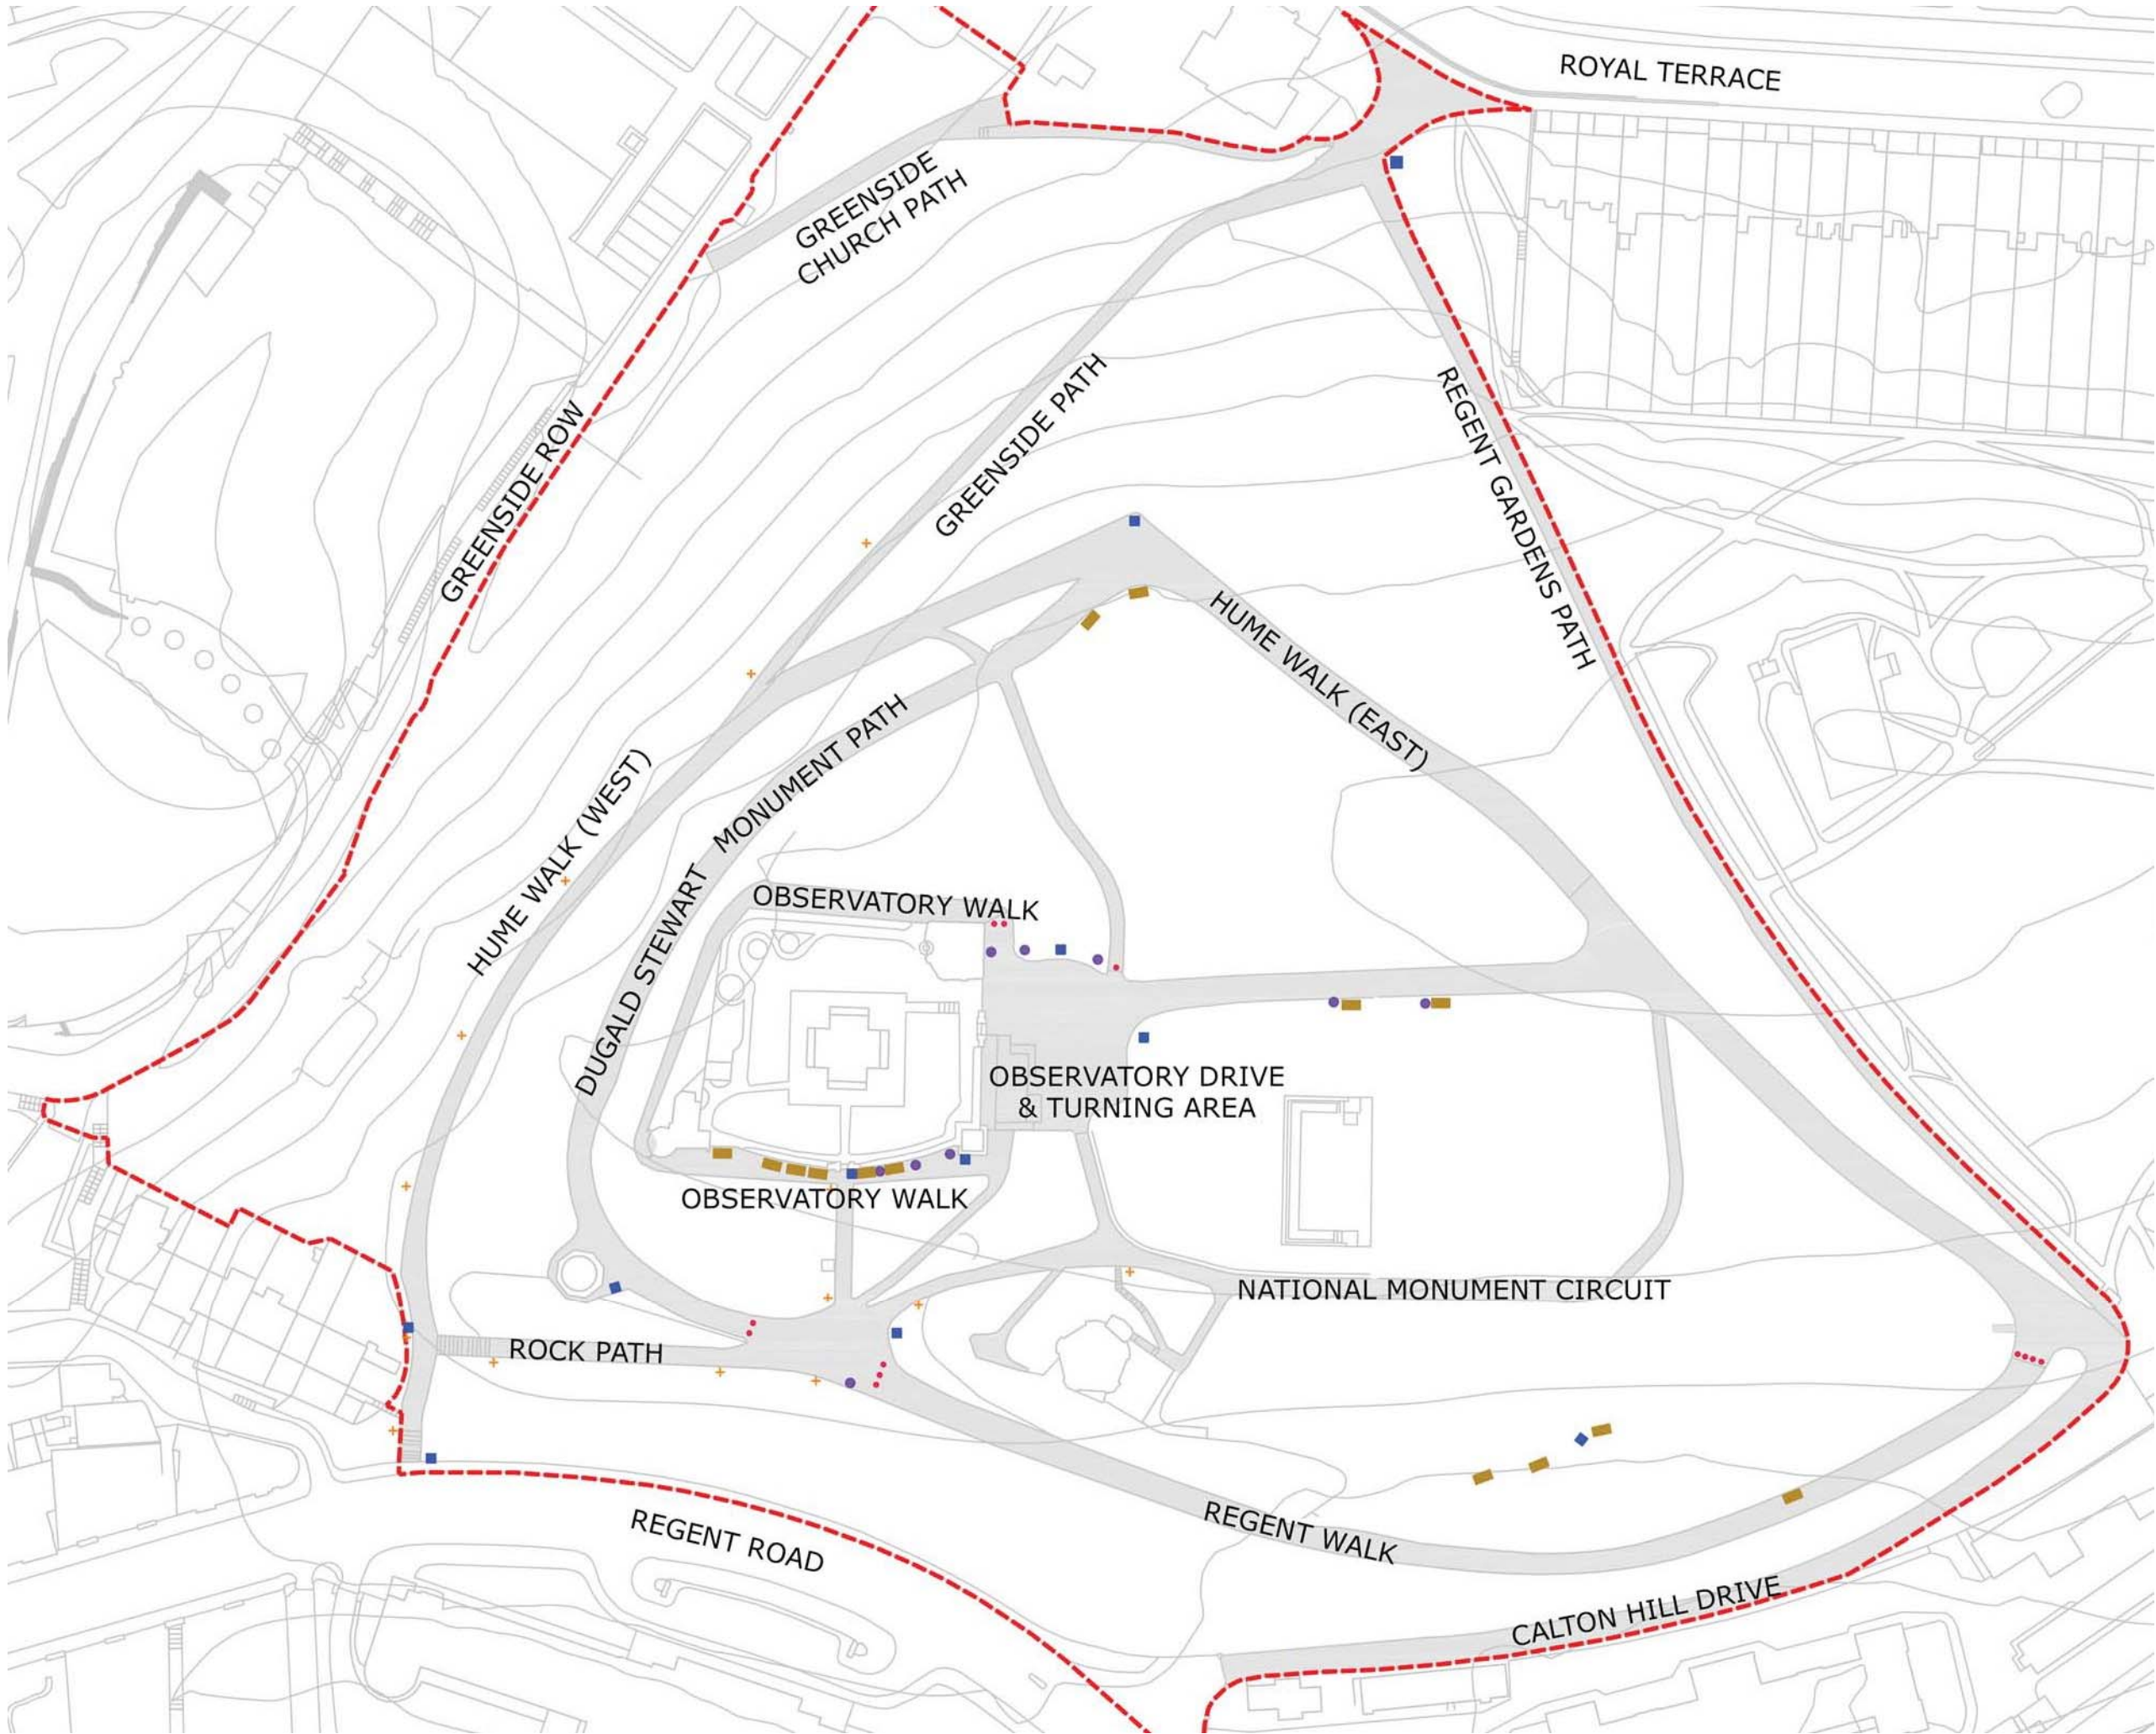 ROYAL TERRACE
GREENSIDE
CHURCH PATH
GREENSIDE ROW
GREENSIDE PATH
REGENT GARDENS PATH
HUME WALK (EAST)
HUME WALK (WEST)
DUGALD STEWART MONUMENT PATH
OBSERVATORY WALK
OBSERVATORY DRIVE
& TURNING AREA
OBSERVATORY WALK
NATIONAL MONUMENT CIRCUIT
ROCK PATH
REGENT ROAD
REGENT WALK
CALTON HILL DRIVE